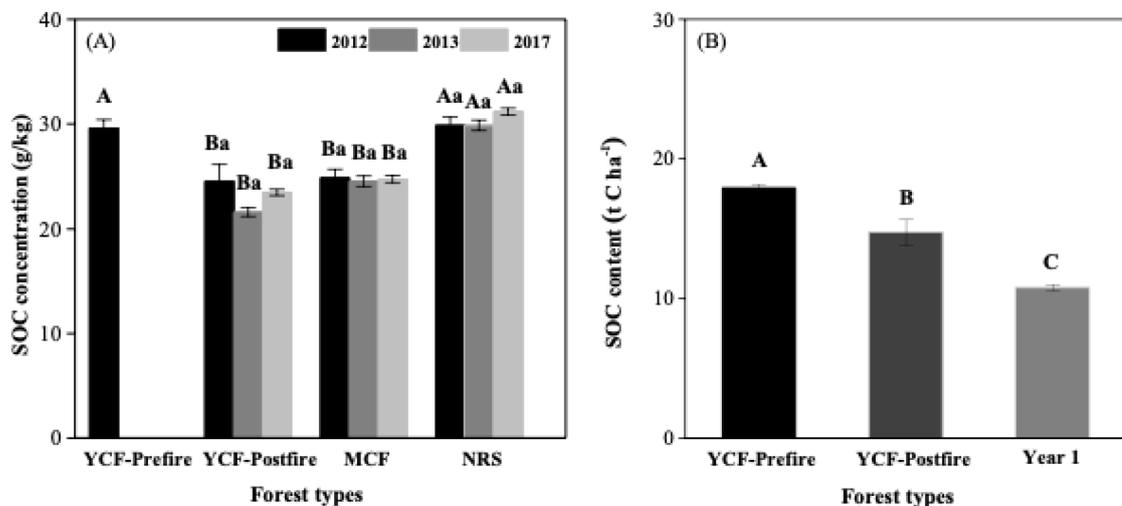 (A)
2012 2013 2017
SOC concentration (g/kg)
40
30
20
10
0
A
Ba Ba Ba
Ba Ba Ba
Aa Aa Aa
YCF-Prefire YCF-Postfire MCF NRS
Forest types
(B)
SOC content (t C ha⁻¹)
30
20
10
0
A
B
C
YCF-Prefire YCF-Postfire Year 1
Forest types